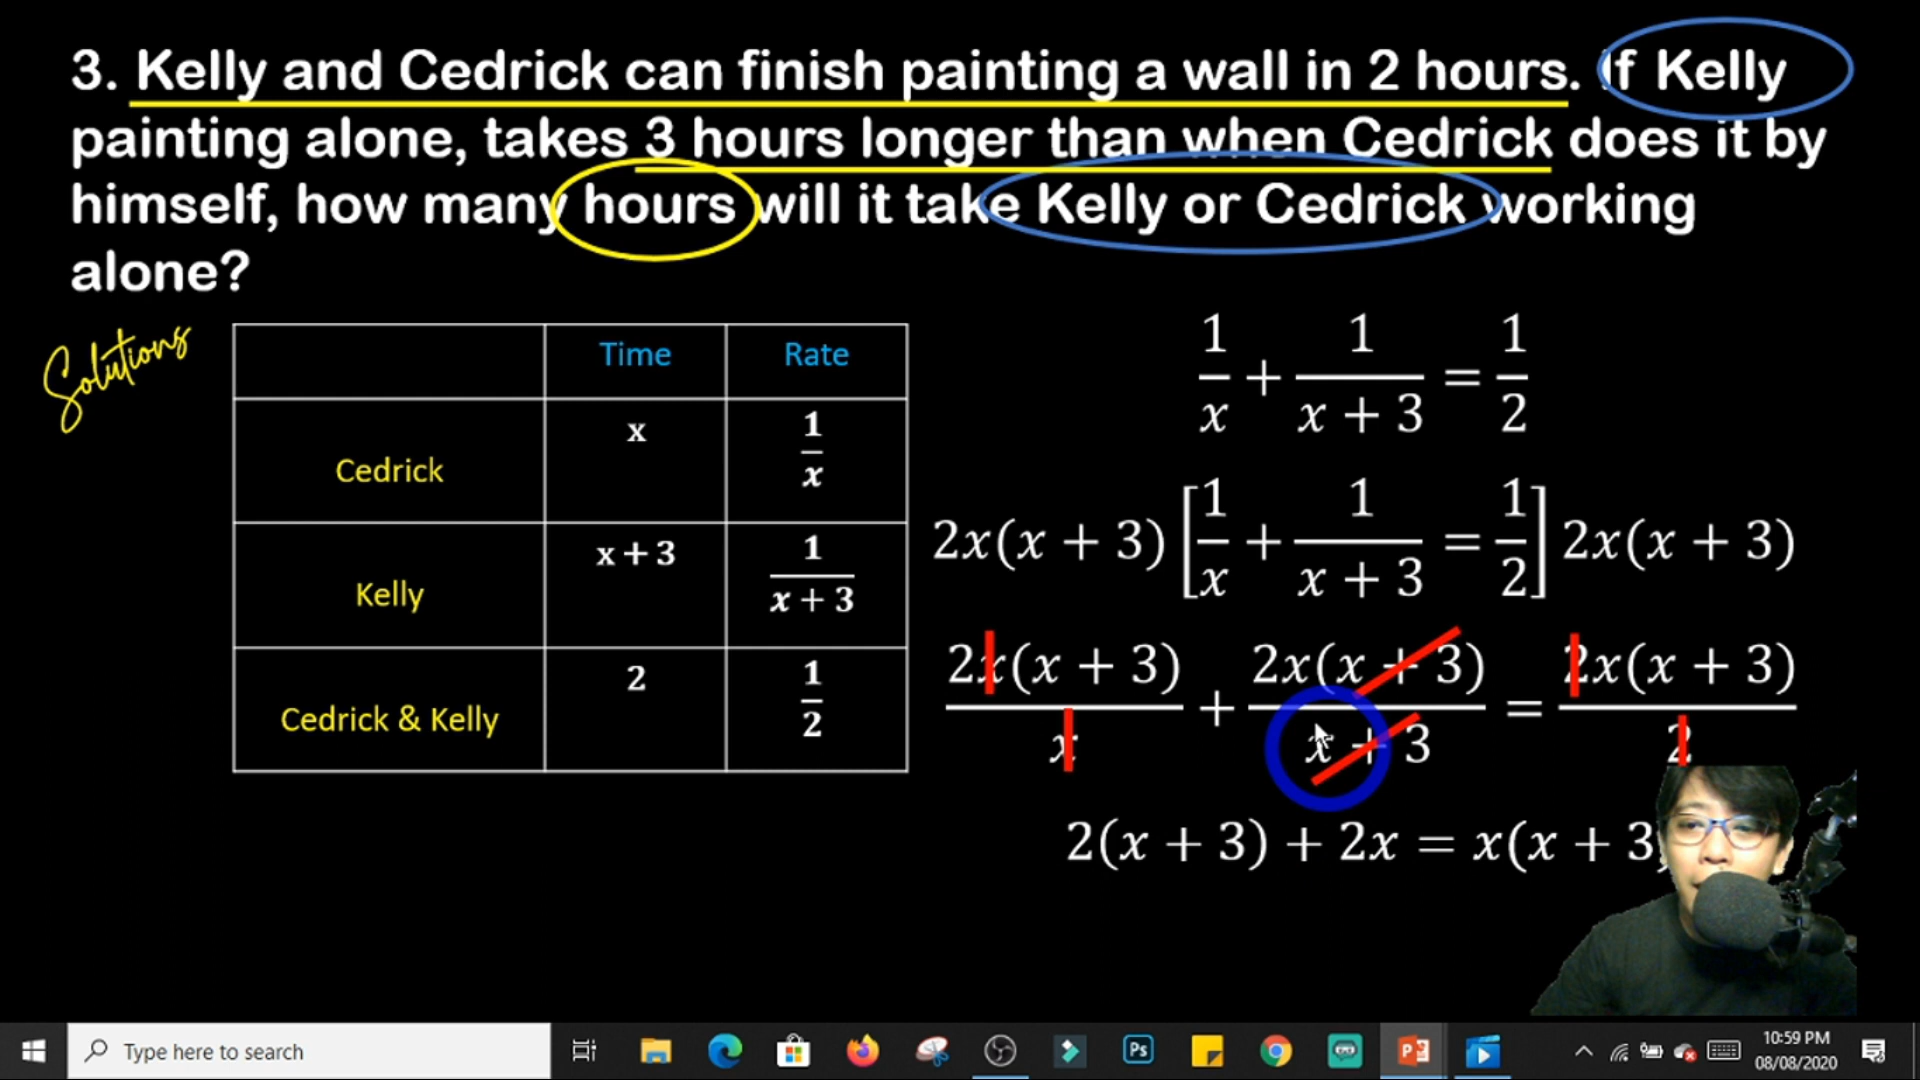 3. Kelly and Cedrick can finish painting a wall in 2 hours. If Kelly
painting alone, takes 3 hours longer than when Cedrick does it by
himself, how many hours will it take Kelly or Cedrick working
alone?
Solutions
Time Rate
Cedrick x 1/x
Kelly x + 3 1/(x + 3)
Cedrick & Kelly 2 1/2
1/x + 1/(x + 3) = 1/2
2x(x + 3) [1/x + 1/(x + 3) = 1/2] 2x(x + 3)
2x(x + 3)/x + 2x(x + 3)/(x + 3) = 2x(x + 3)/2
2(x + 3) + 2x = x(x + 3)
Type here to search
Ps
10:59 PM
08/08/2020